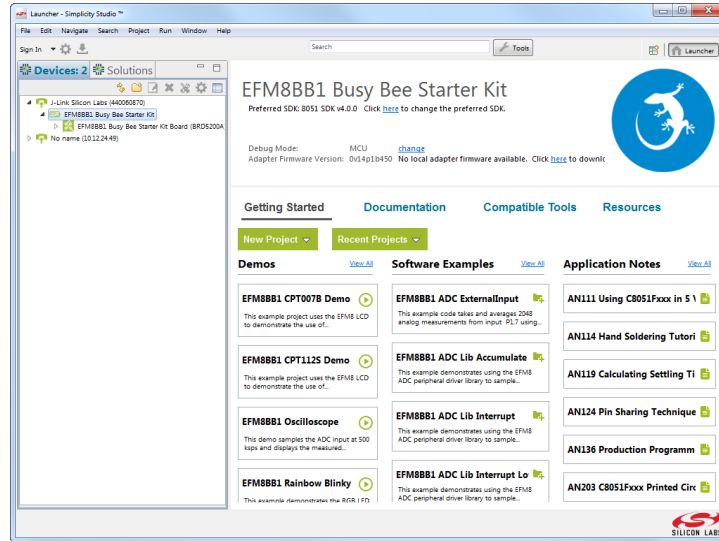 Launcher - Simplicity Studio ™
File Edit Navigate Search Project Run Window Help
Sign In
Search
Tools
Launcher
Devices: 2
Solutions
J-Link Silicon Labs (440060870)
EFM8BB1 Busy Bee Starter Kit
EFM8BB1 Busy Bee Starter Kit Board (BRD5200A)
No name (10.12.24.49)
EFM8BB1 Busy Bee Starter Kit
Preferred SDK: 8051 SDK v4.0.0 Click here to change the preferred SDK.
Debug Mode: MCU change
Adapter Firmware Version: 0v14p1b450 No local adapter firmware available. Click here to downlc
Getting Started
Documentation
Compatible Tools
Resources
New Project
Recent Projects
Demos
View All
EFM8BB1 CPT007B Demo
This example project uses the EFM8 LCD
to demonstrate the use of...
EFM8BB1 CPT112S Demo
This example project uses the EFM8 LCD
to demonstrate the use of...
EFM8BB1 Oscilloscope
This demo samples the ADC input at 500
ksps and displays the measured...
EFM8BB1 Rainbow Blinky
This example demonstrates the RGB LED
Software Examples
View All
EFM8BB1 ADC ExternalInput
This example code takes and averages 2048
analog measurements from input P1.7 using...
EFM8BB1 ADC Lib Accumulate
This example demonstrates using the EFM8
ADC peripheral driver library to sample...
EFM8BB1 ADC Lib Interrupt
This example demonstrates using the EFM8
ADC peripheral driver library to sample...
EFM8BB1 ADC Lib Interrupt Lo
This example demonstrates using the EFM8
ADC peripheral driver library to sample...
Application Notes
View All
AN111 Using C8051Fxxx in 5 V
AN114 Hand Soldering Tutori
AN119 Calculating Settling Ti
AN124 Pin Sharing Technique
AN136 Production Programm
AN203 C8051Fxxx Printed Circ
SILICON LABS